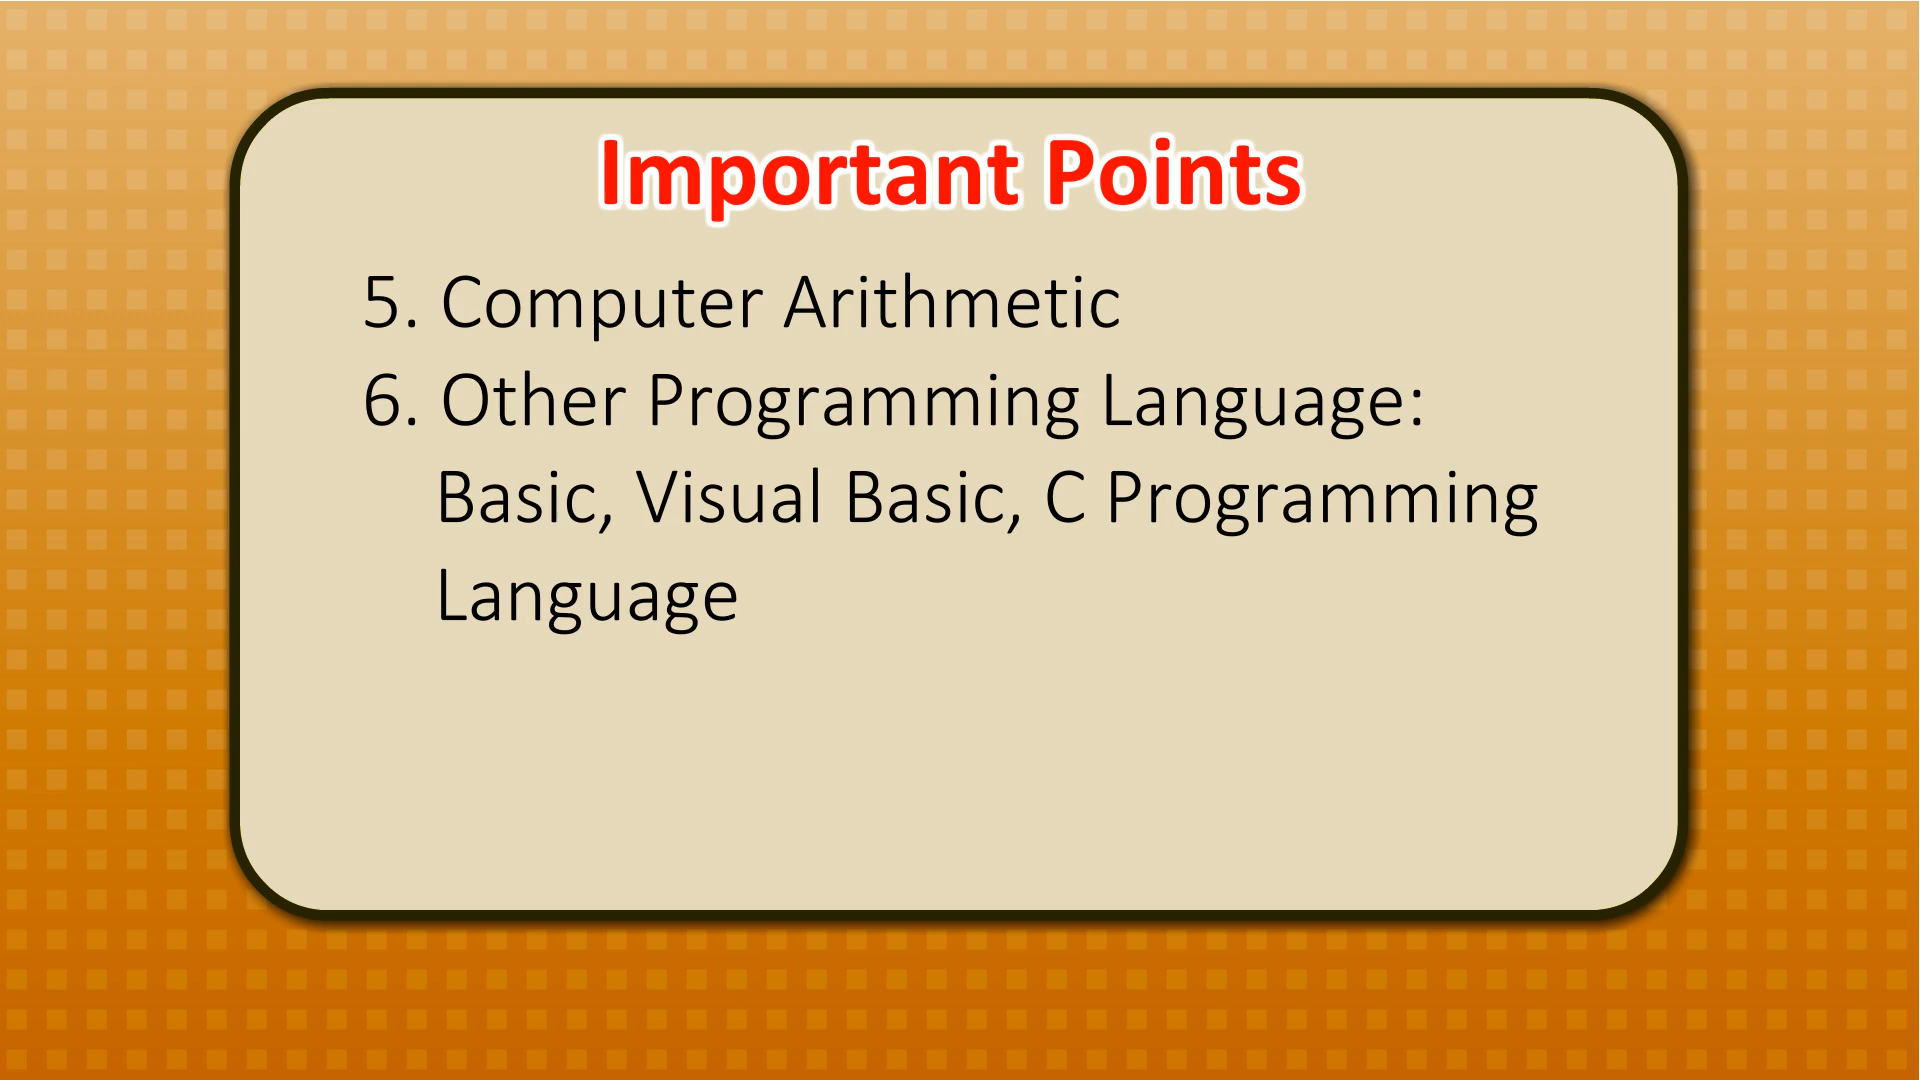 Important Points
5. Computer Arithmetic
6. Other Programming Language:
Basic, Visual Basic, C Programming
Language